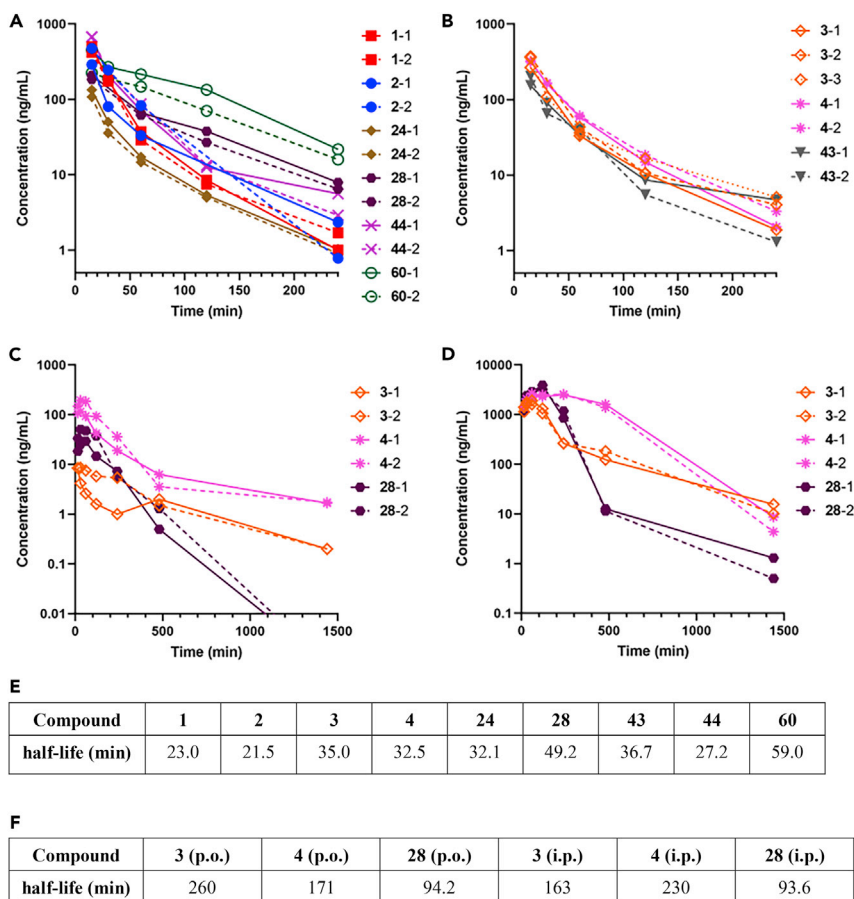 A
Concentration (ng/mL)
1000
100
10
1
0 50 100 150 200
Time (min)
1-1
1-2
2-1
2-2
24-1
24-2
28-1
28-2
44-1
44-2
60-1
60-2
B
Concentration (ng/mL)
1000
100
10
1
0 50 100 150 200
Time (min)
3-1
3-2
3-3
4-1
4-2
43-1
43-2
C
Concentration (ng/mL)
1000
100
10
1
0.1
0.01
0 500 1000 1500
Time (min)
3-1
3-2
4-1
4-2
28-1
28-2
D
Concentration (ng/mL)
10000
1000
100
10
1
0.1
0 500 1000 1500
Time (min)
3-1
3-2
4-1
4-2
28-1
28-2
E
Compound 1 2 3 4 24 28 43 44 60
half-life (min) 23.0 21.5 35.0 32.5 32.1 49.2 36.7 27.2 59.0
F
Compound 3 (p.o.) 4 (p.o.) 28 (p.o.) 3 (i.p.) 4 (i.p.) 28 (i.p.)
half-life (min) 260 171 94.2 163 230 93.6